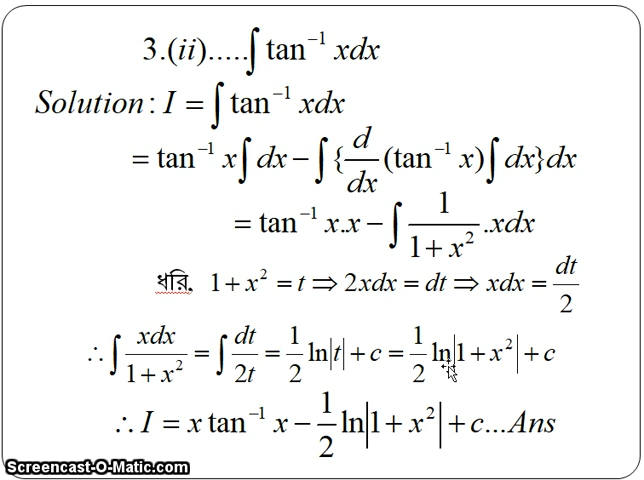 3.(ii).....∫ tan⁻¹ xdx
Solution : I = ∫ tan⁻¹ xdx
= tan⁻¹ x ∫ dx − ∫ {d/dx (tan⁻¹ x) ∫ dx}dx
= tan⁻¹ x.x − ∫ 1/(1 + x²) .xdx
ধরি, 1 + x² = t ⇒ 2xdx = dt ⇒ xdx = dt/2
∴ ∫ xdx/(1 + x²) = ∫ dt/2t = 1/2 ln|t| + c = 1/2 ln|1 + x²| + c
∴ I = x tan⁻¹ x − 1/2 ln|1 + x²| + c...Ans
Screencast-O-Matic.com